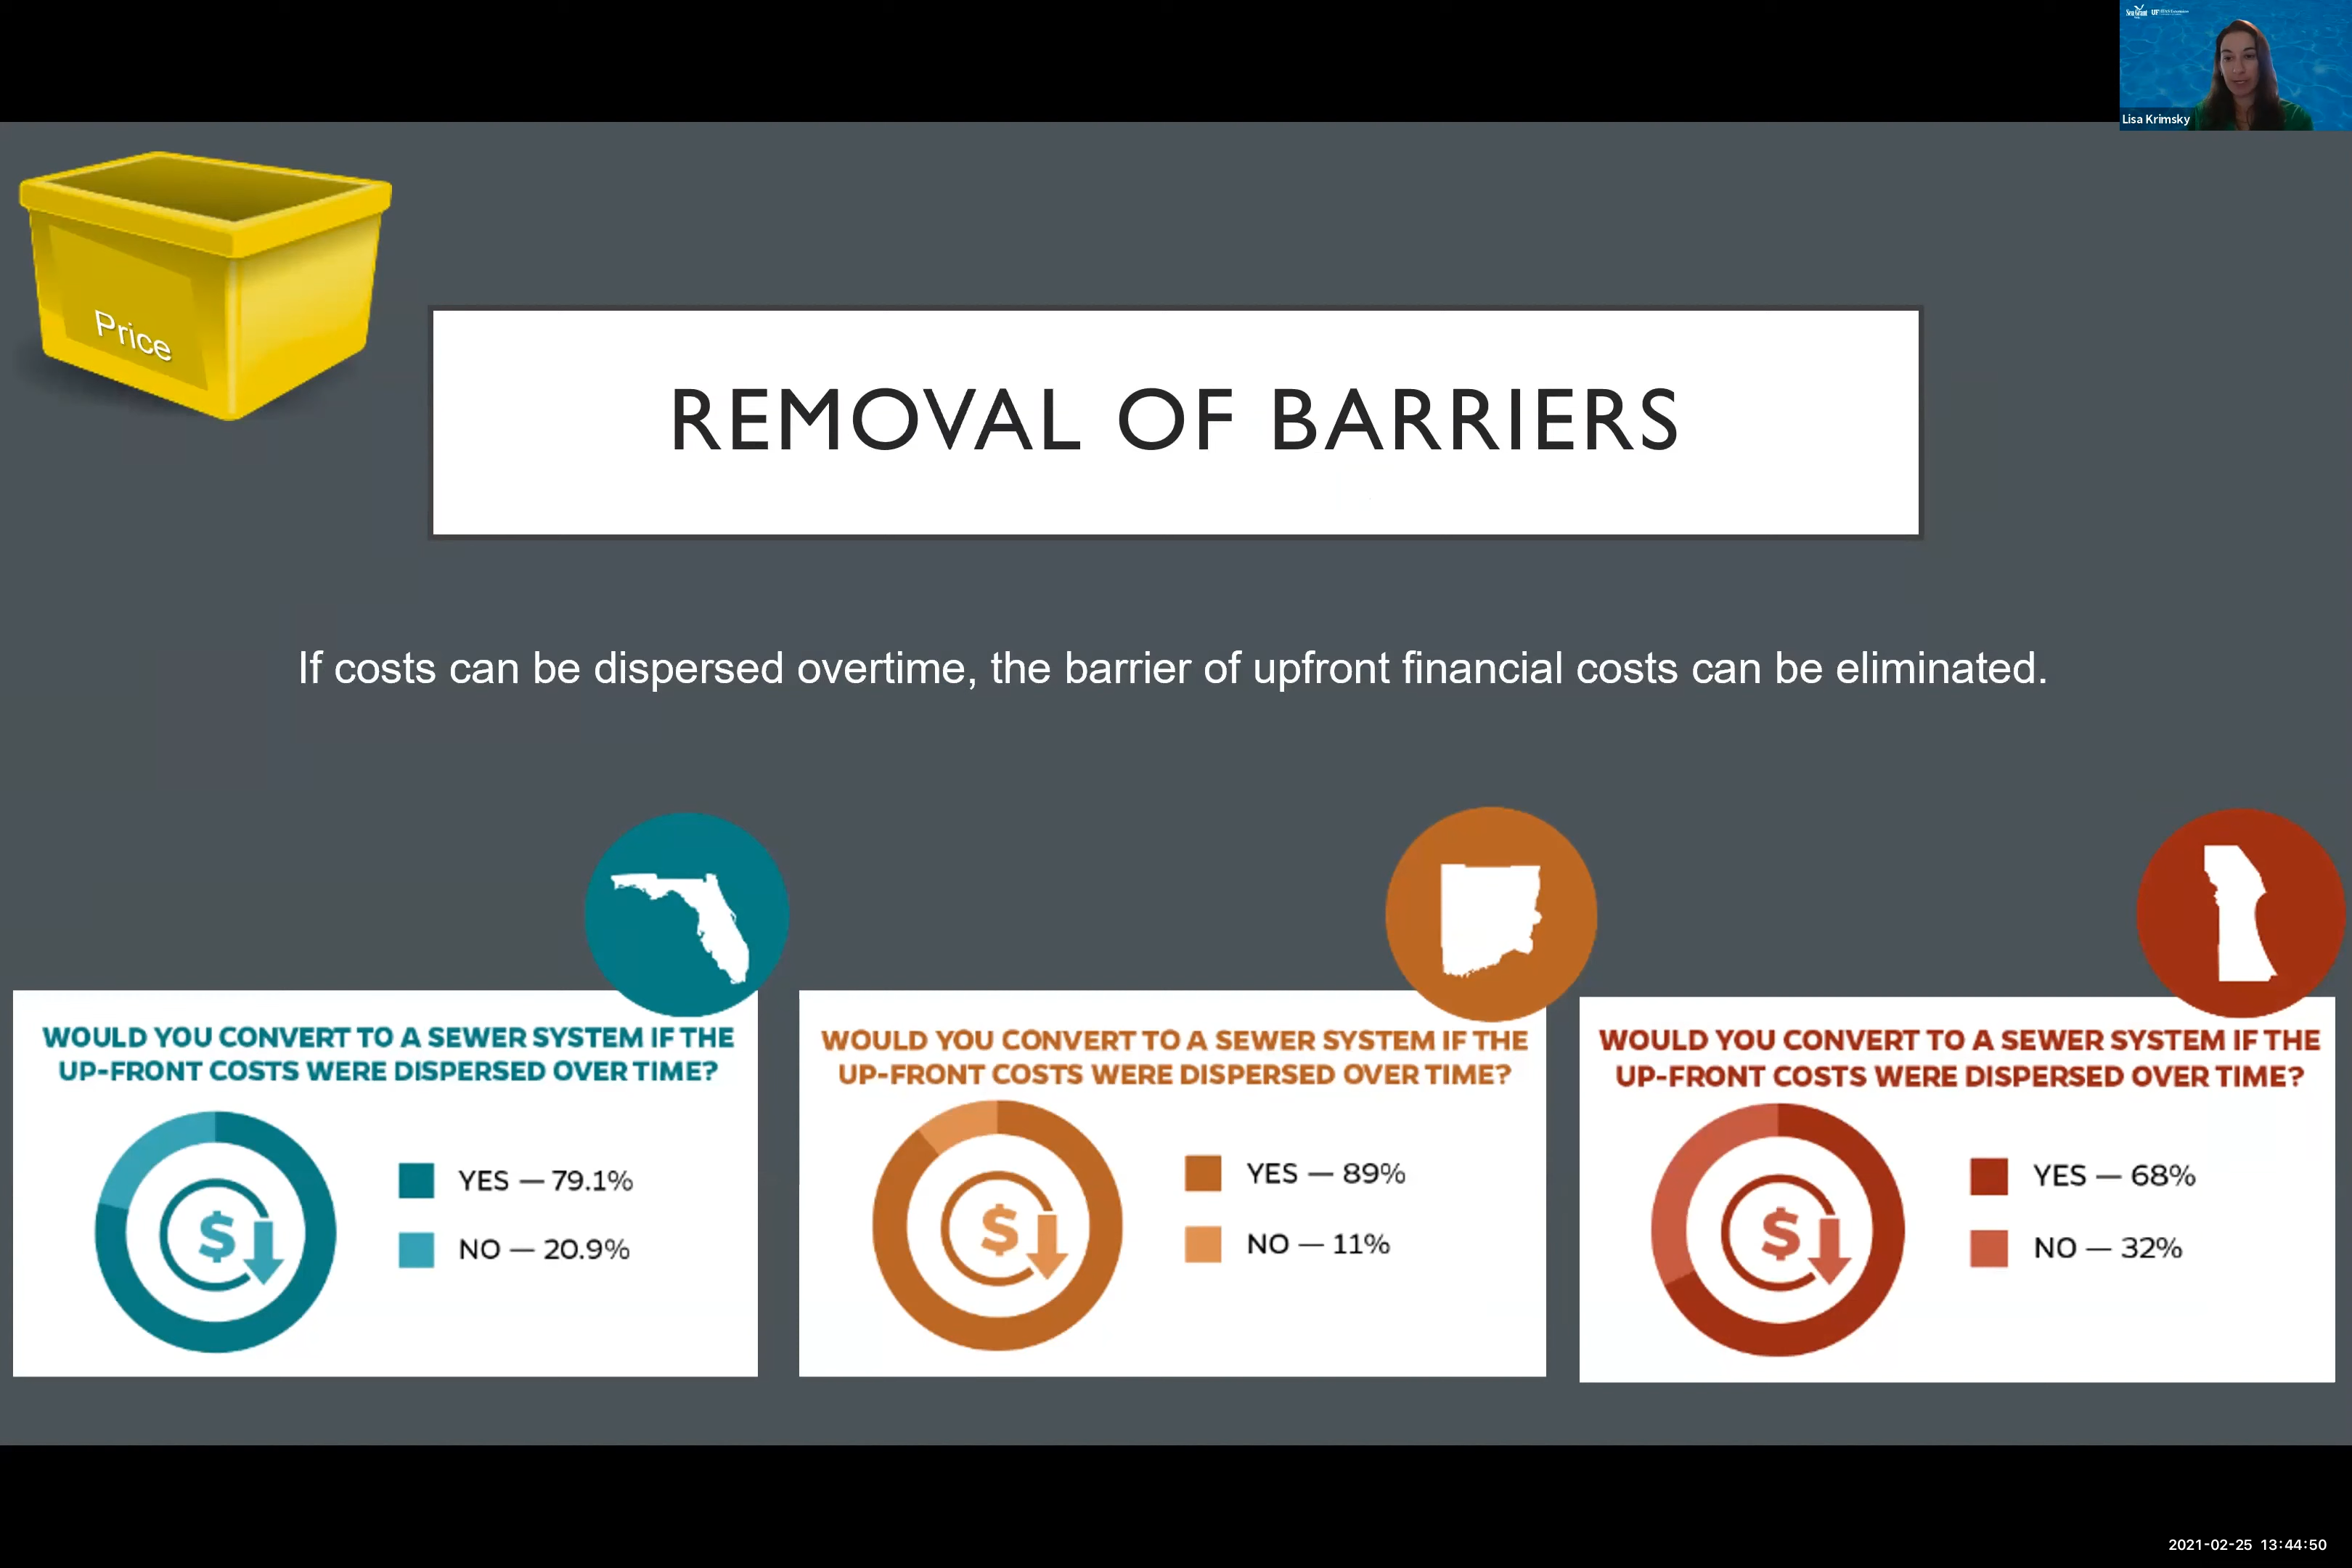 Sea Grant UF
Lisa Krimsky
Price
REMOVAL OF BARRIERS
If costs can be dispersed overtime, the barrier of upfront financial costs can be eliminated.
WOULD YOU CONVERT TO A SEWER SYSTEM IF THE
UP-FRONT COSTS WERE DISPERSED OVER TIME?
$
YES — 79.1%
NO — 20.9%
WOULD YOU CONVERT TO A SEWER SYSTEM IF THE
UP-FRONT COSTS WERE DISPERSED OVER TIME?
$
YES — 89%
NO — 11%
WOULD YOU CONVERT TO A SEWER SYSTEM IF THE
UP-FRONT COSTS WERE DISPERSED OVER TIME?
$
YES — 68%
NO — 32%
2021-02-25 13:44:50